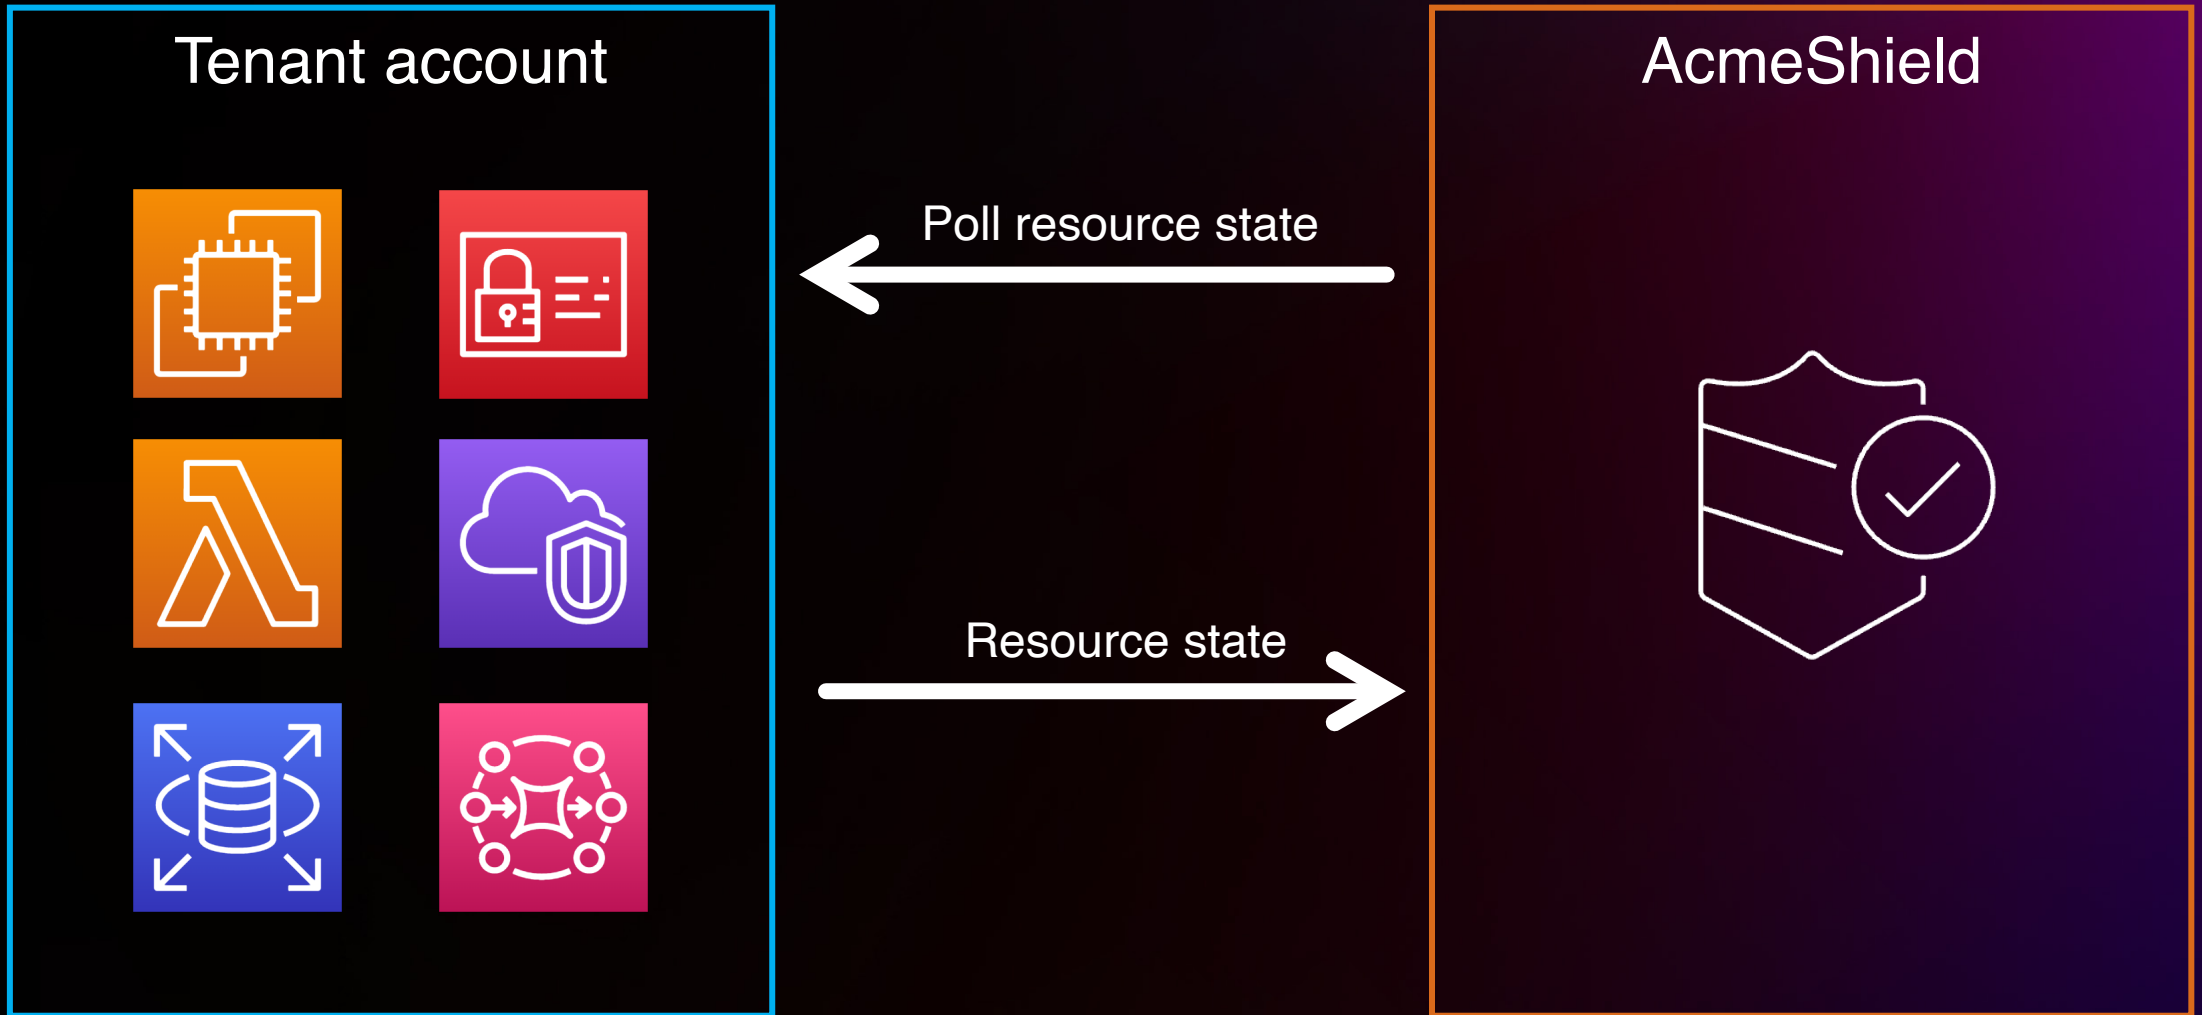 Tenant account
AcmeShield
Poll resource state
Resource state